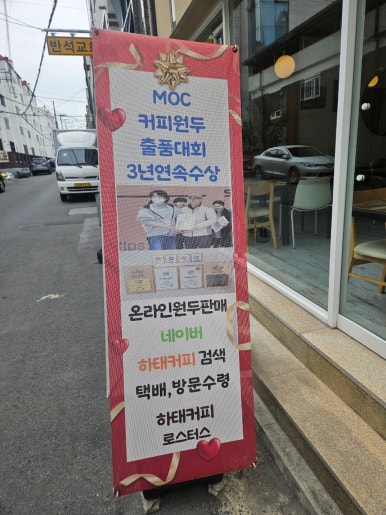 반석교회
MOC
커피원두
출품대회
3년연속수상
https
온라인원두판매
네이버
하태커피 검색
택배,방문수령
하태커피
로스터스